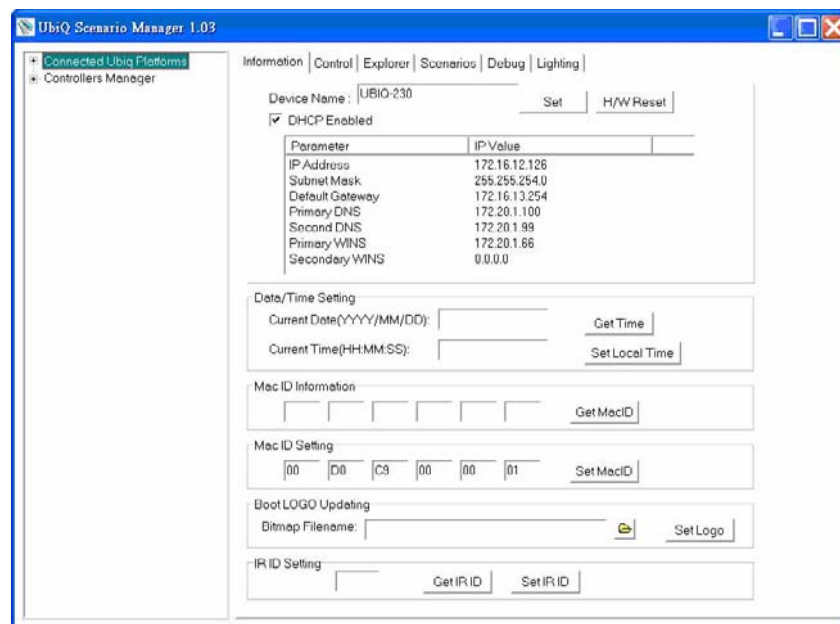 UbiQ Scenario Manager 1.03
Connected Ubiq Platforms
Controllers Manager
Information Control Explorer Scenarios Debug Lighting
Device Name : UBIQ-230 Set H/W Reset
DHCP Enabled
Parameter IP Value
IP Address 172.16.12.126
Subnet Mask 255.255.254.0
Default Gateway 172.16.13.254
Primary DNS 172.20.1.100
Second DNS 172.20.1.99
Primary WINS 172.20.1.66
Secondary WINS 0.0.0.0
Data/Time Setting
Current Date(YYYY/MM/DD): Get Time
Current Time(HH:MM:SS): Set Local Time
Mac ID Information
Get MacID
Mac ID Setting
00 D0 C9 00 00 01 Set MacID
Boot LOGO Updating
Bitmap Filename: Set Logo
IR ID Setting
Get IR ID Set IR ID